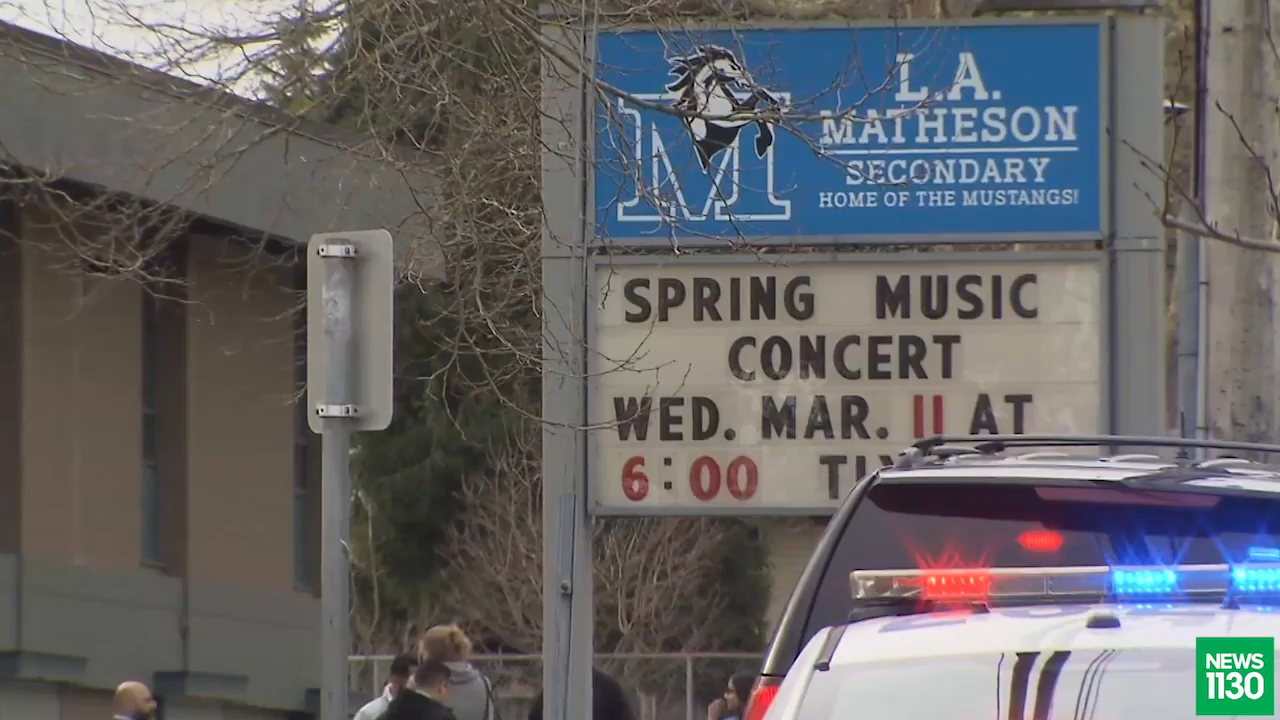 M
L.A.
MATHESON
SECONDARY
HOME OF THE MUSTANGS!
SPRING MUSIC
CONCERT
WED. MAR. 11 AT
6:00
NEWS
1130